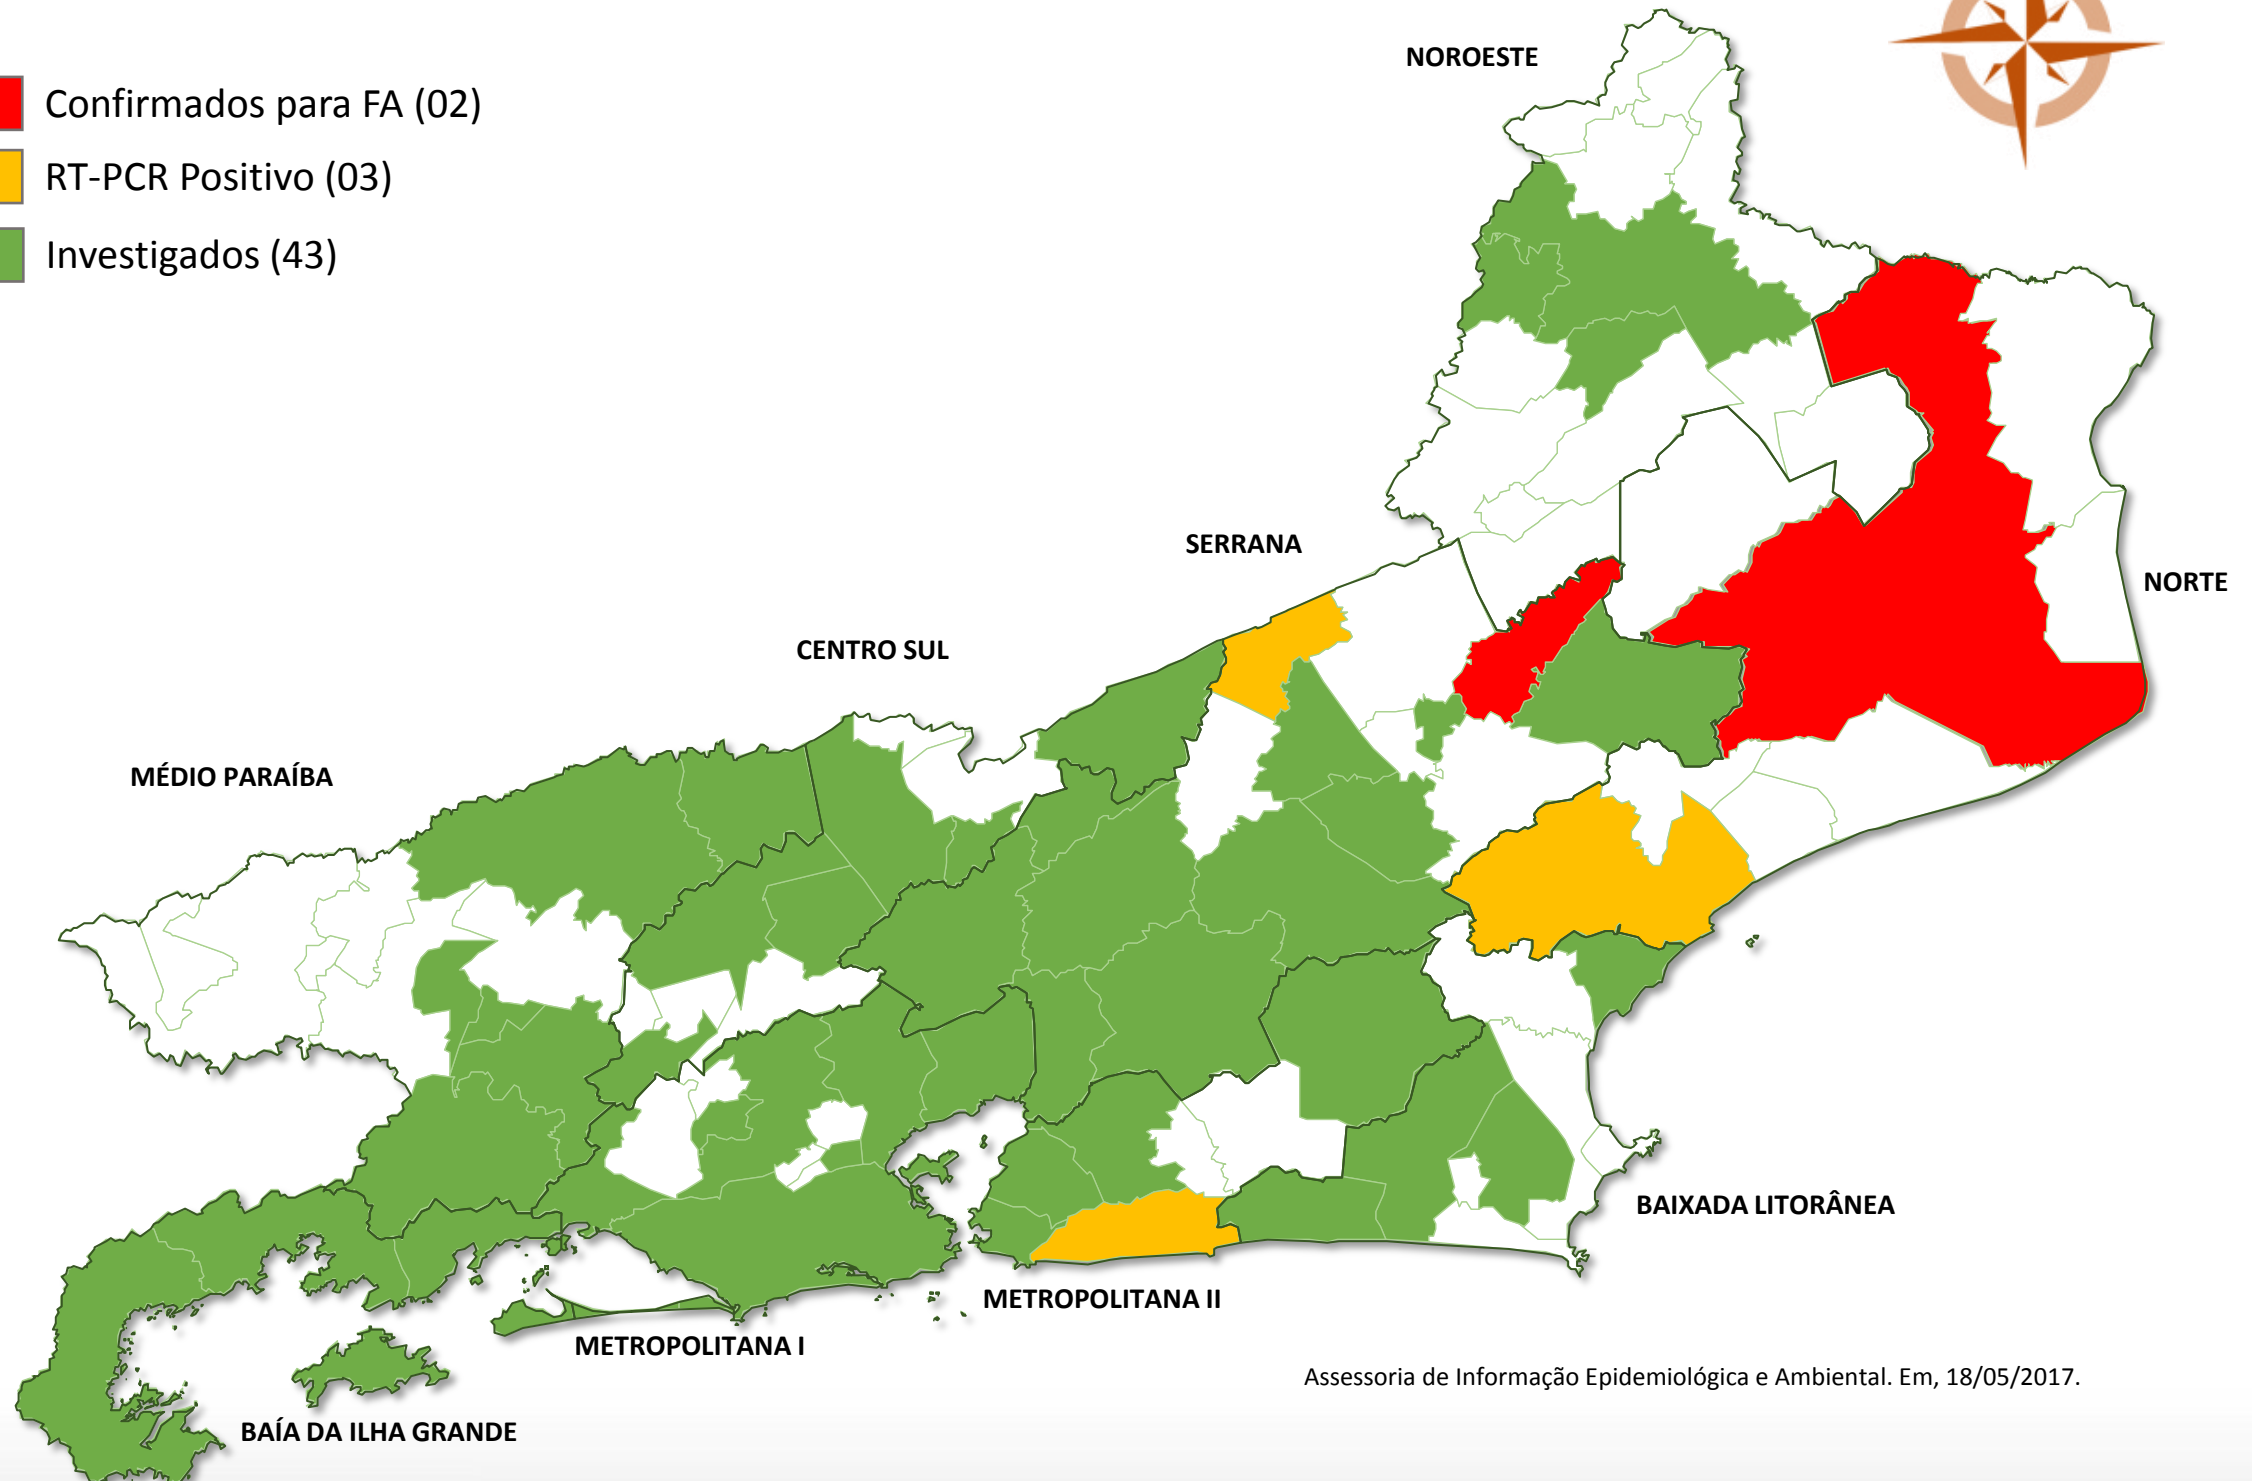 NOROESTE
Confirmados para FA (02)
RT-PCR Positivo (03)
Investigados (43)
SERRANA
NORTE
CENTRO SUL
MÉDIO PARAÍBA
BAIXADA LITORÂNEA
METROPOLITANA II
METROPOLITANA I
Assessoria de Informação Epidemiológica e Ambiental. Em, 18/05/2017.
BAÍA DA ILHA GRANDE